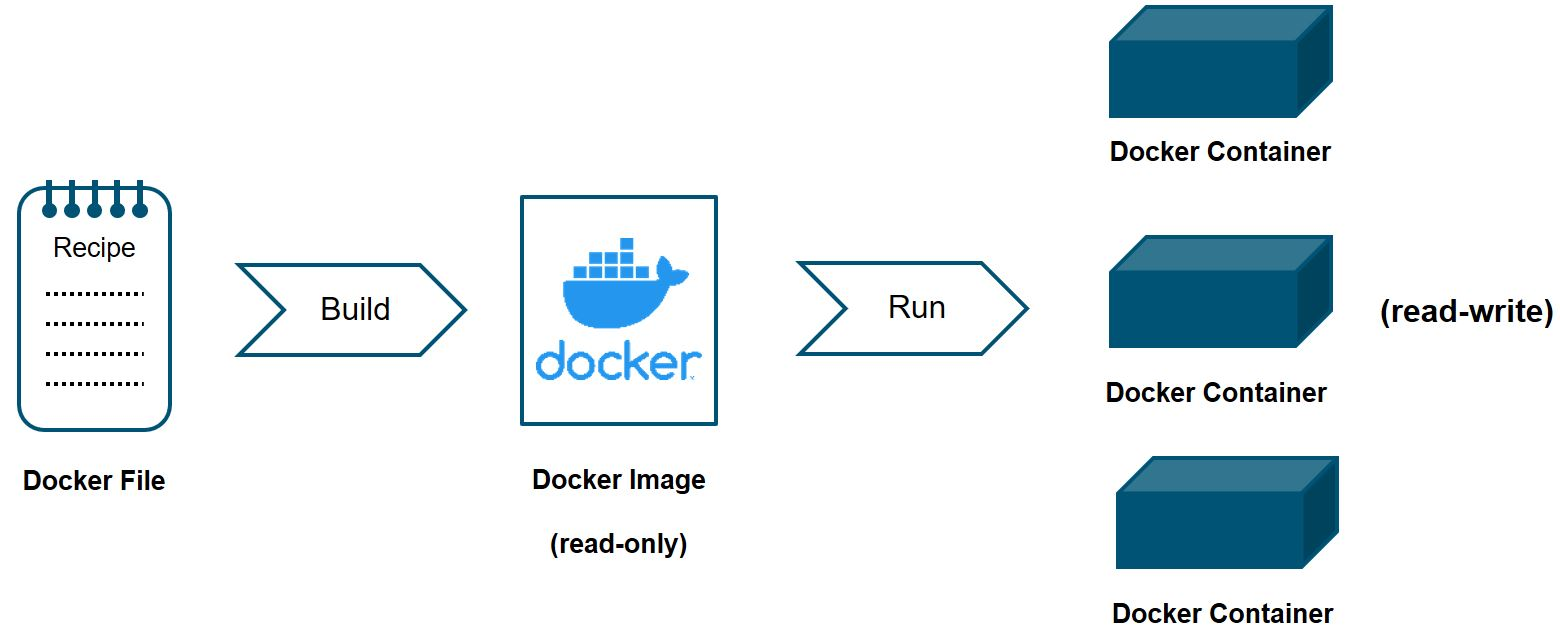 Recipe
Docker File
Build
docker
Docker Image
(read-only)
Run
Docker Container
Docker Container
(read-write)
Docker Container